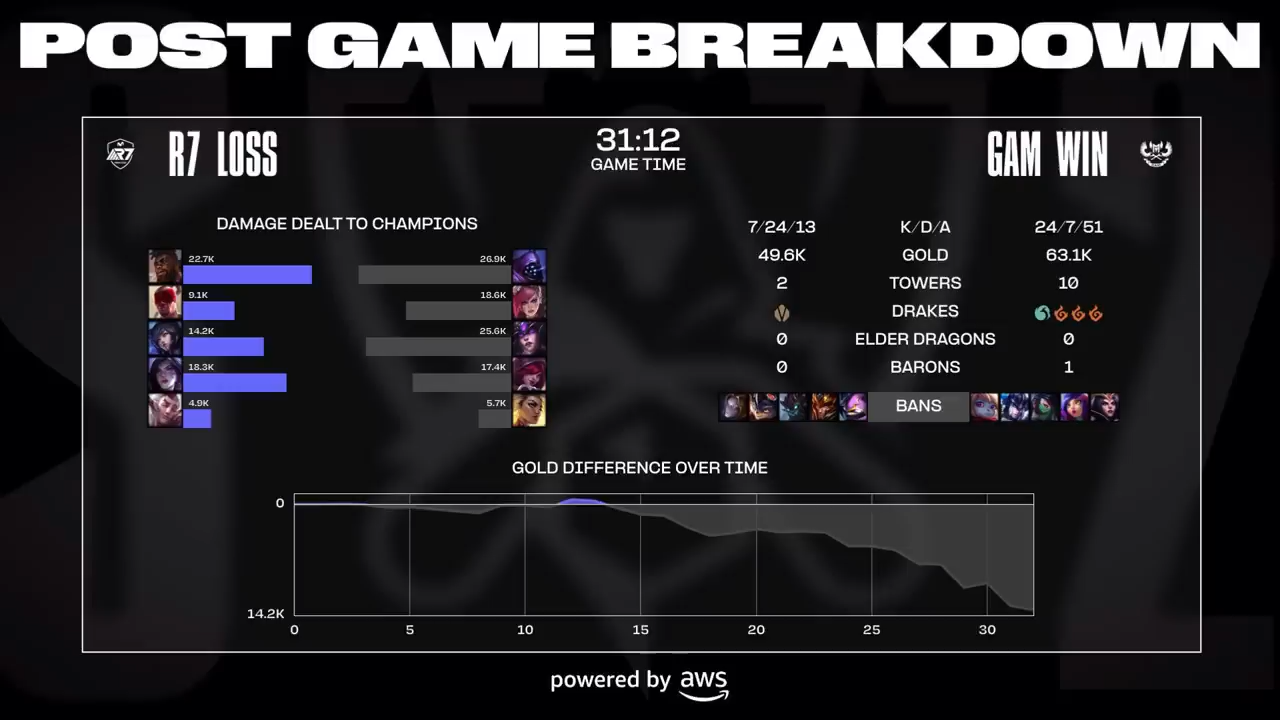 POST GAME BREAKDOWN
R7 LOSS
31:12
GAME TIME
GAM WIN
DAMAGE DEALT TO CHAMPIONS
22.7K 26.9K
9.1K 18.6K
14.2K 25.6K
18.3K 17.4K
4.9K 5.7K
7/24/13 K/D/A 24/7/51
49.6K GOLD 63.1K
2 TOWERS 10
DRAKES
0 ELDER DRAGONS 0
0 BARONS 1
BANS
GOLD DIFFERENCE OVER TIME
0
14.2K
0 5 10 15 20 25 30
powered by aws